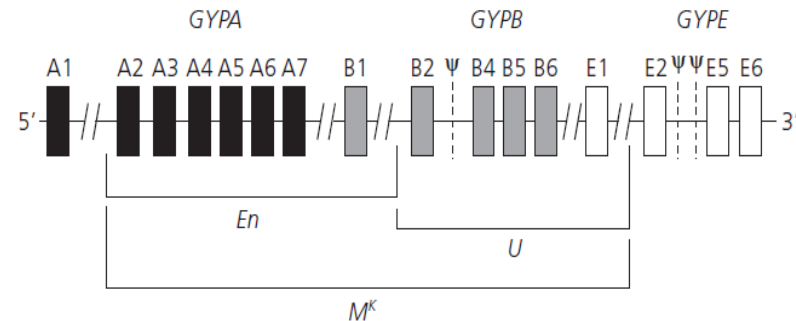 GYPA GYPB GYPE
A1 A2 A3 A4 A5 A6 A7 B1 B2 Ψ B4 B5 B6 E1 E2 Ψ Ψ E5 E6
5′ 3′
En
U
M^K